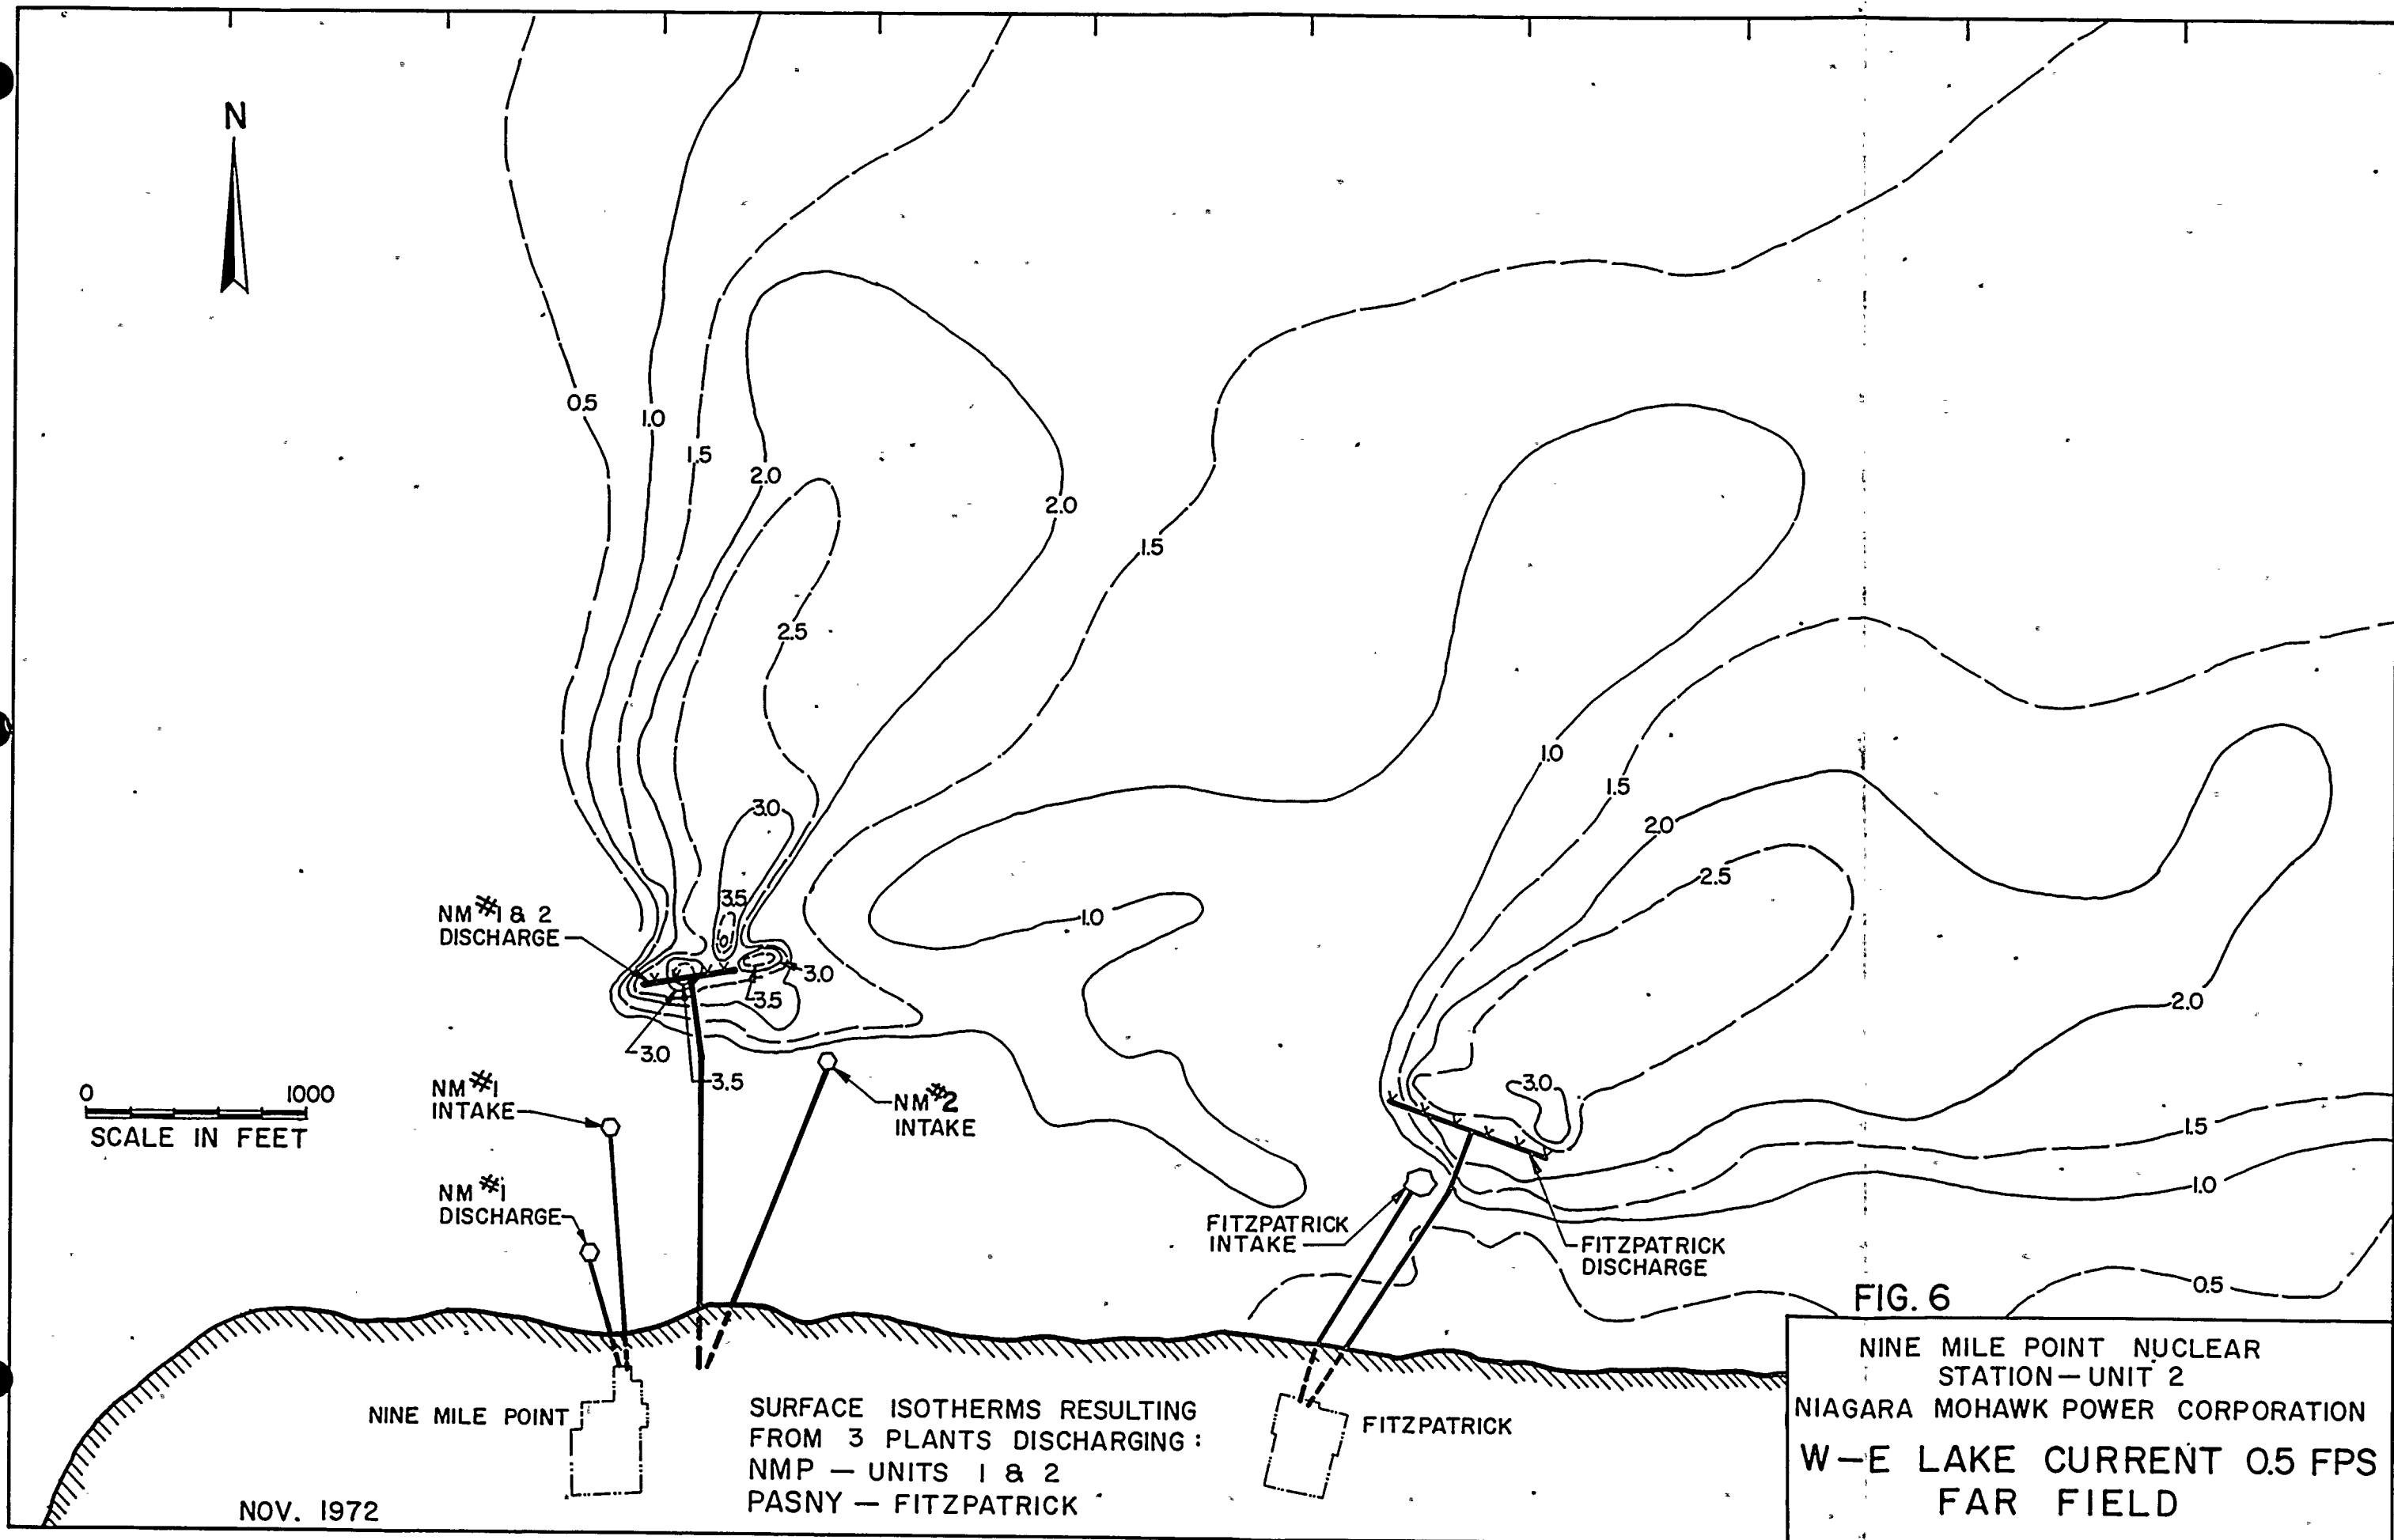 N
0.5
1.0
1.5
2.0
2.0
1.5
2.5
3.0
3.5
1.0
1.5
2.0
2.5
1.0
NM #1 & 2
DISCHARGE
3.0
3.5
3.0
3.5
2.0
3.0
NM #1
INTAKE
NM #2
INTAKE
0 1000
SCALE IN FEET
1.5
1.0
NM #1
DISCHARGE
FITZPATRICK
INTAKE
FITZPATRICK
DISCHARGE
0.5
FIG. 6
NINE MILE POINT
FITZPATRICK
SURFACE ISOTHERMS RESULTING
FROM 3 PLANTS DISCHARGING:
NMP — UNITS 1 & 2
PASNY — FITZPATRICK
NOV. 1972
NINE MILE POINT NUCLEAR
STATION — UNIT 2
NIAGARA MOHAWK POWER CORPORATION
W—E LAKE CURRENT 0.5 FPS
FAR FIELD